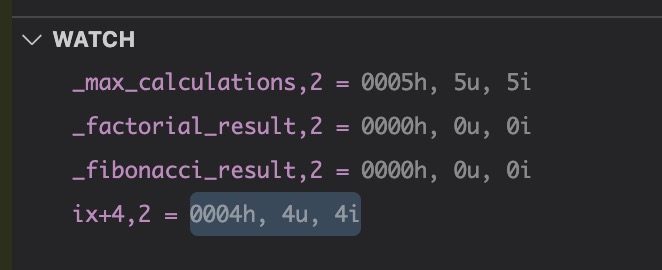 WATCH
_max_calculations,2 = 0005h, 5u, 5i
_factorial_result,2 = 0000h, 0u, 0i
_fibonacci_result,2 = 0000h, 0u, 0i
ix+4,2 = 0004h, 4u, 4i